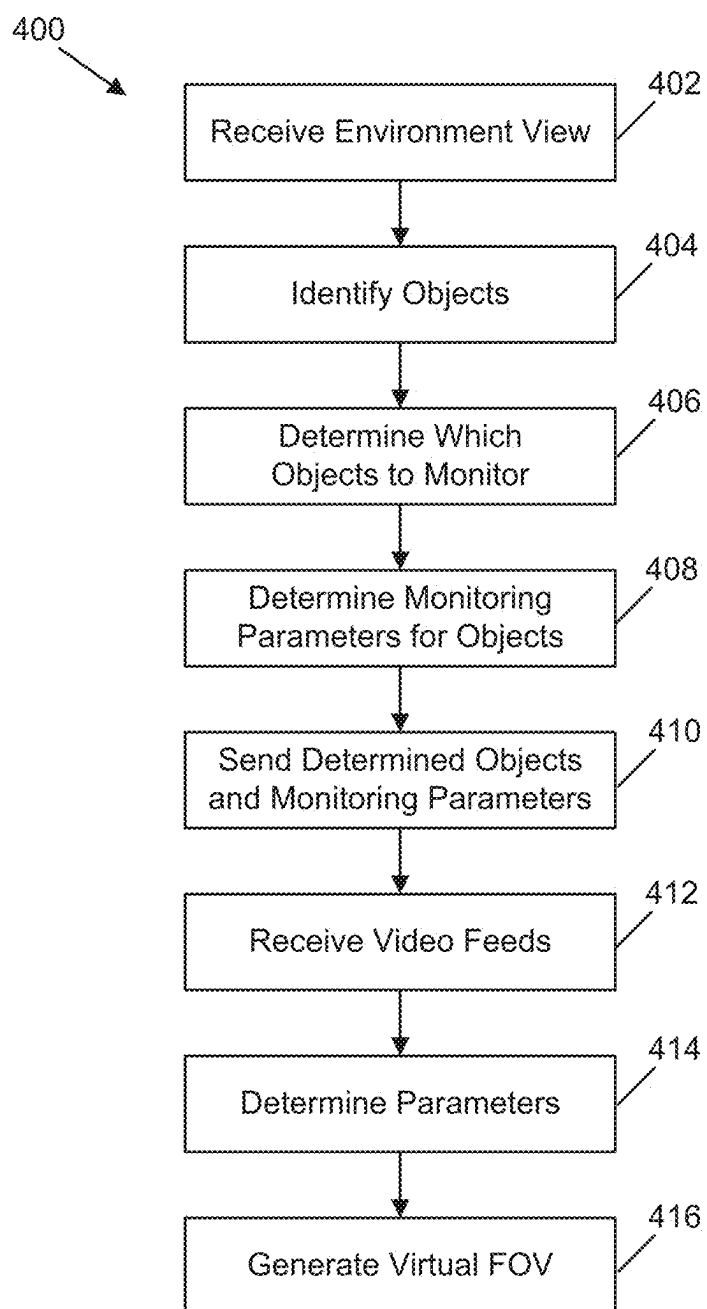 400
402
Receive Environment View
404
Identify Objects
406
Determine Which
Objects to Monitor
408
Determine Monitoring
Parameters for Objects
410
Send Determined Objects
and Monitoring Parameters
412
Receive Video Feeds
414
Determine Parameters
416
Generate Virtual FOV